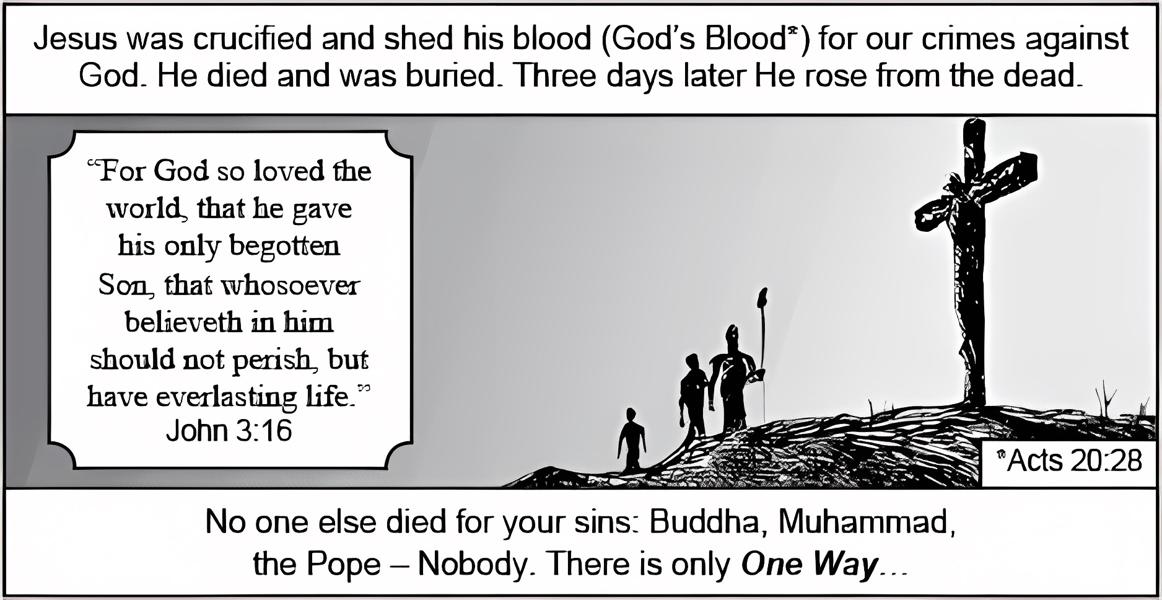 Jesus was crucified and shed his blood (God's Blood*) for our crimes against
God. He died and was buried. Three days later He rose from the dead.
“For God so loved the
world, that he gave
his only begotten
Son, that whosoever
believeth in him
should not perish, but
have everlasting life.”
John 3:16
*Acts 20:28
No one else died for your sins: Buddha, Muhammad,
the Pope – Nobody. There is only One Way...